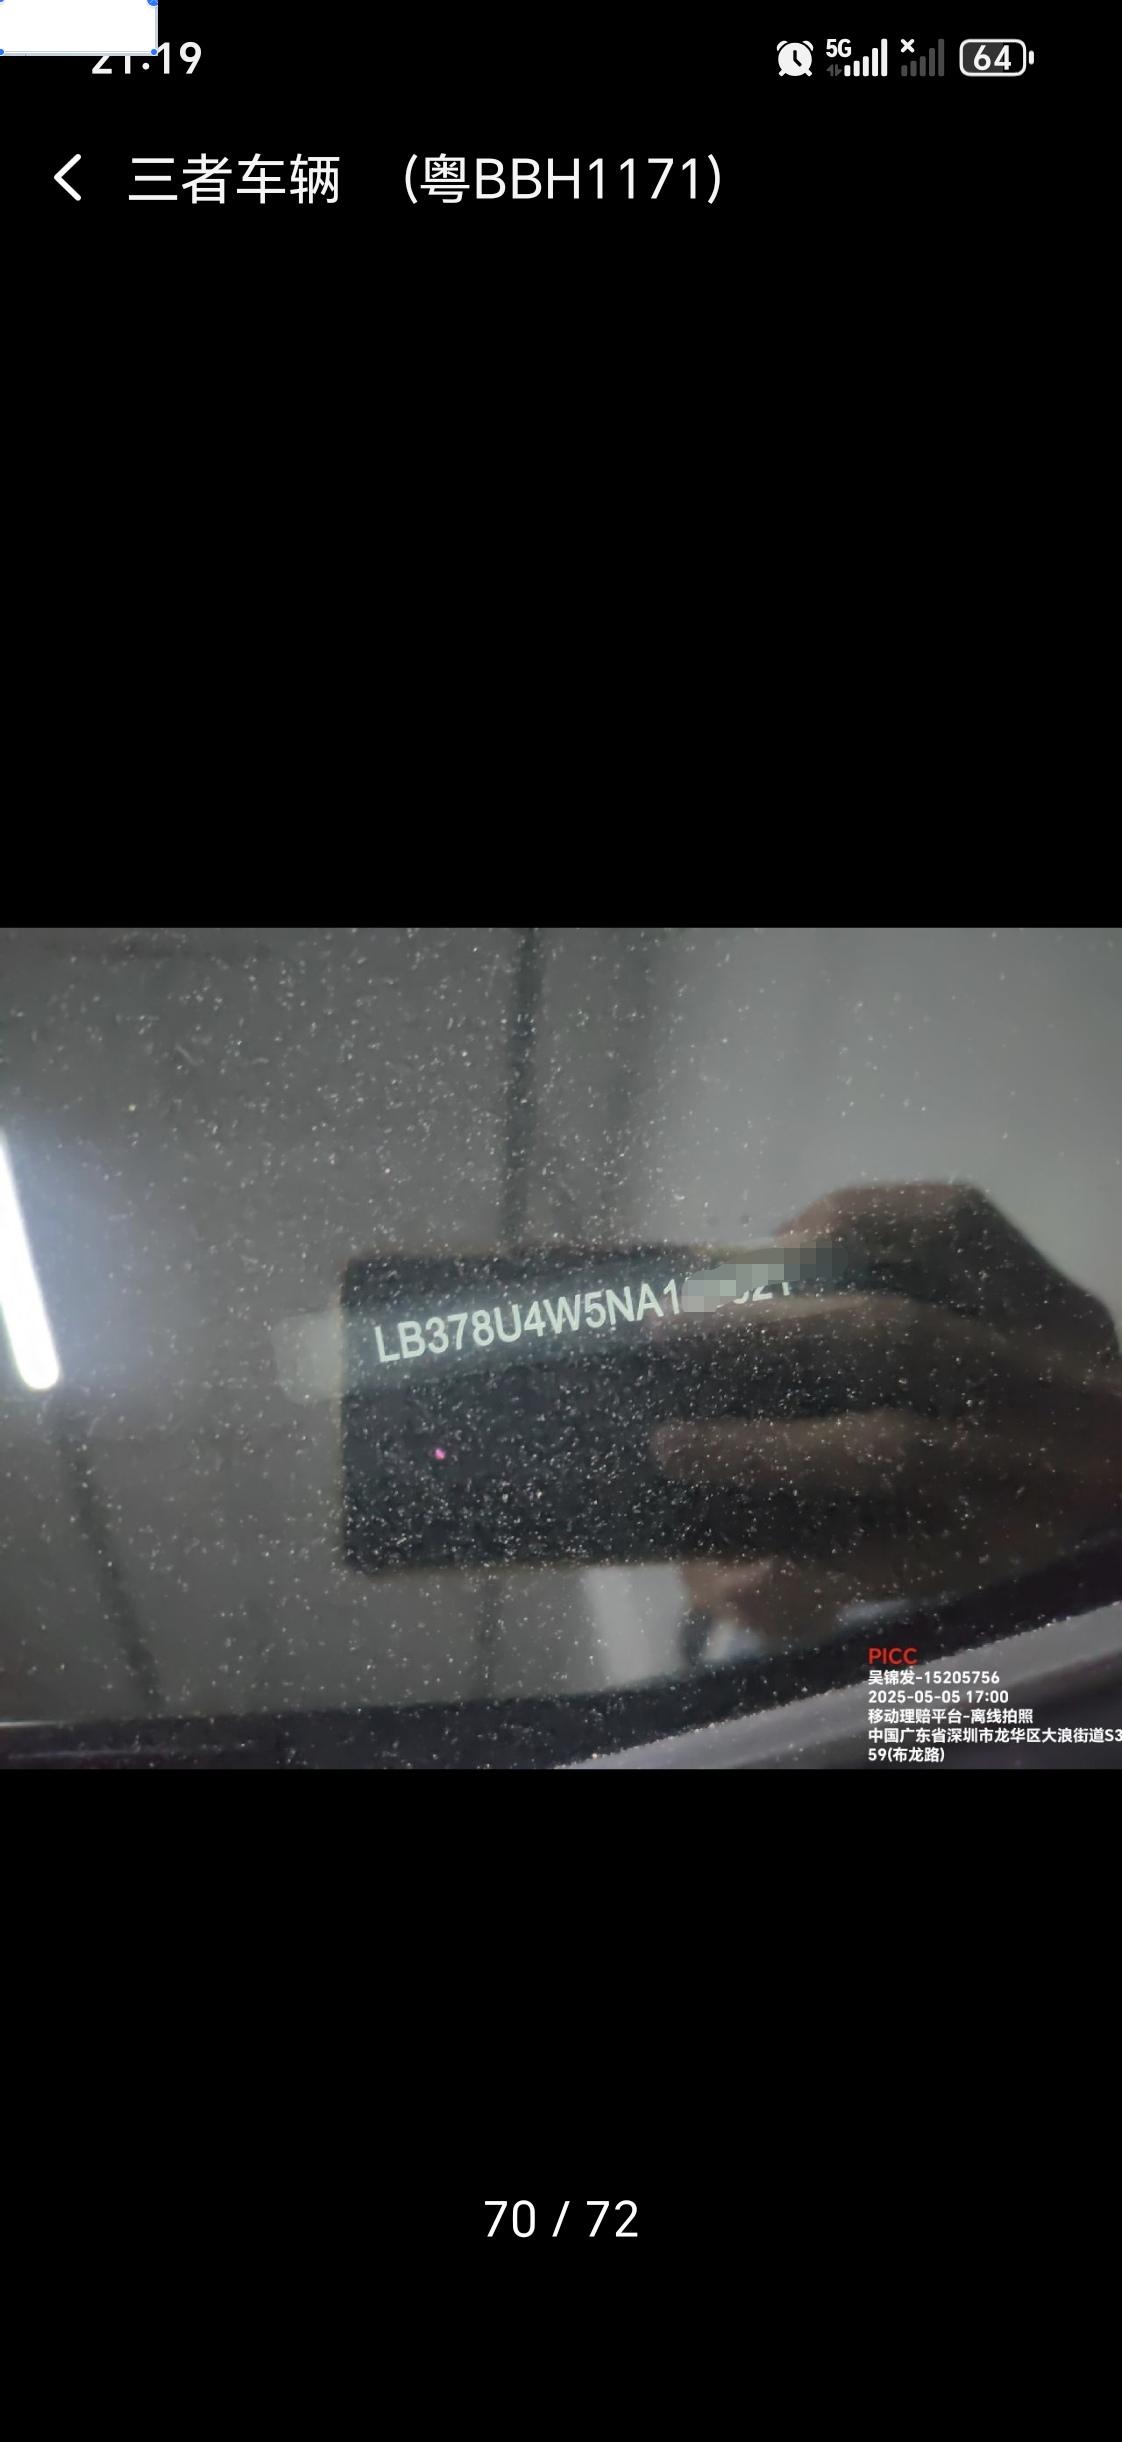 21:19
5G
64
三者车辆 (粤BBH1171)
LB378U4W5NA1
PICC
吴锦发-15205756
2025-05-05 17:00
移动理赔平台-离线拍照
中国广东省深圳市龙华区大浪街道S3
59(布龙路)
70 / 72